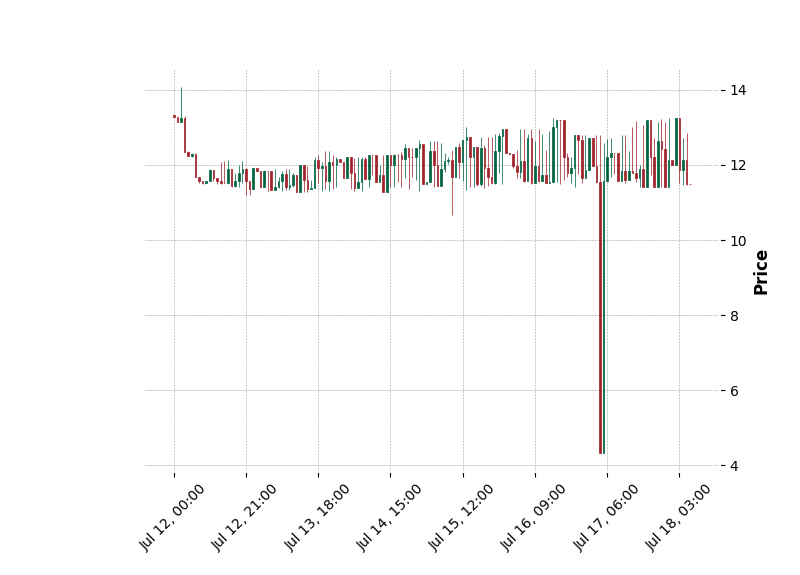 14
12
10
8
6
4
Price
Jul 12, 00:00
Jul 12, 21:00
Jul 13, 18:00
Jul 14, 15:00
Jul 15, 12:00
Jul 16, 09:00
Jul 17, 06:00
Jul 18, 03:00